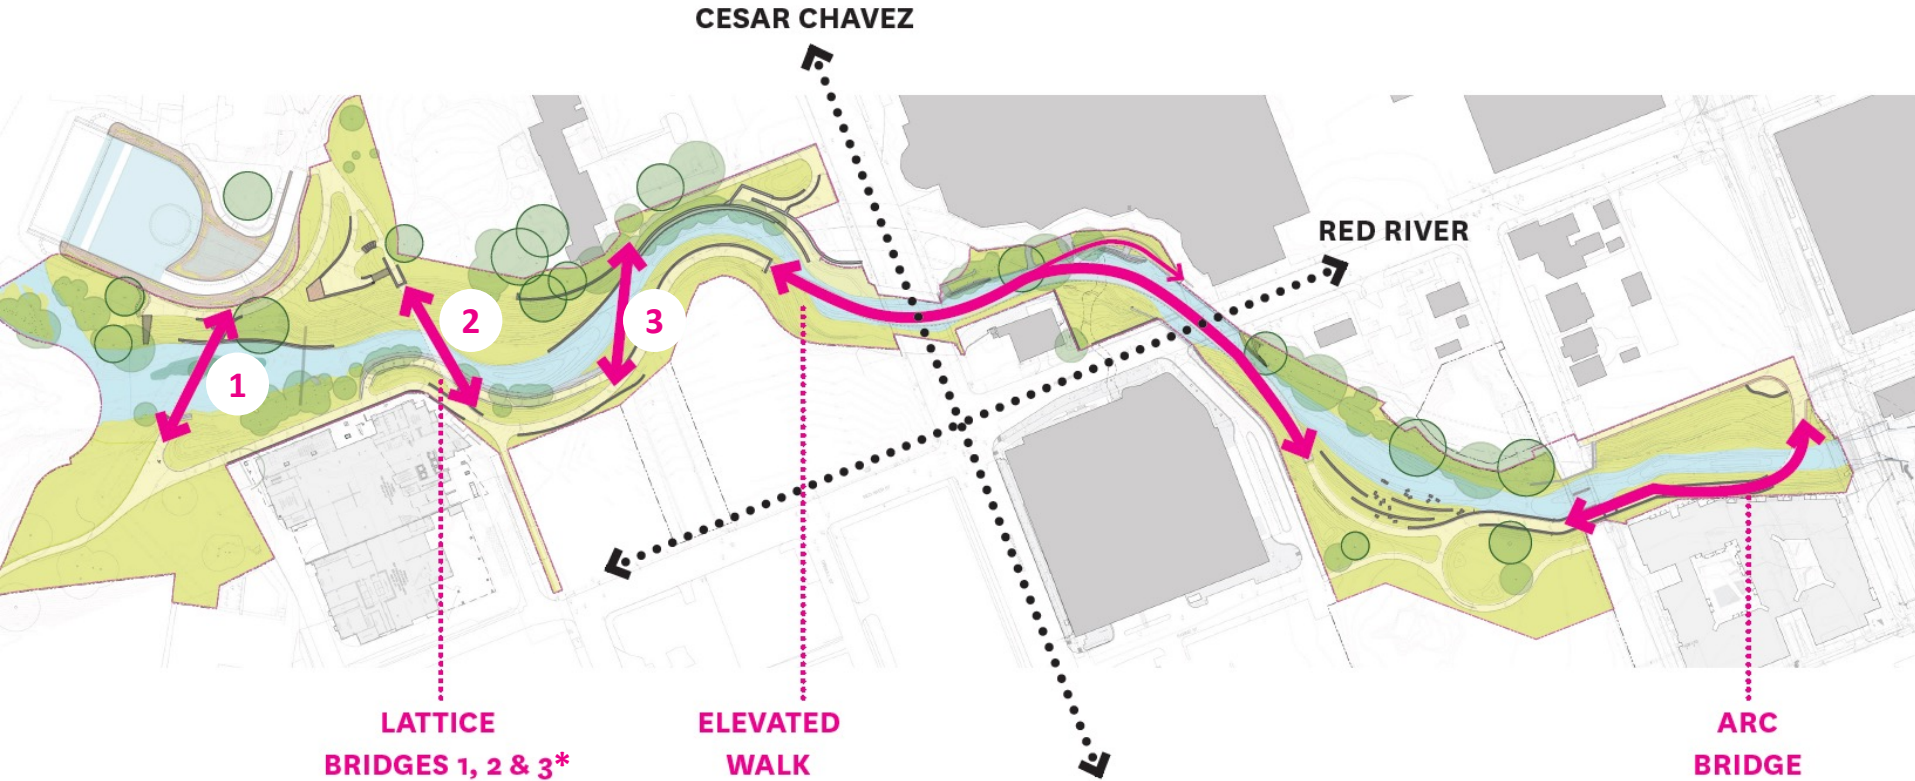 CESAR CHAVEZ
RED RIVER
1
2
3
LATTICE
BRIDGES 1, 2 & 3*
ELEVATED
WALK
ARC
BRIDGE